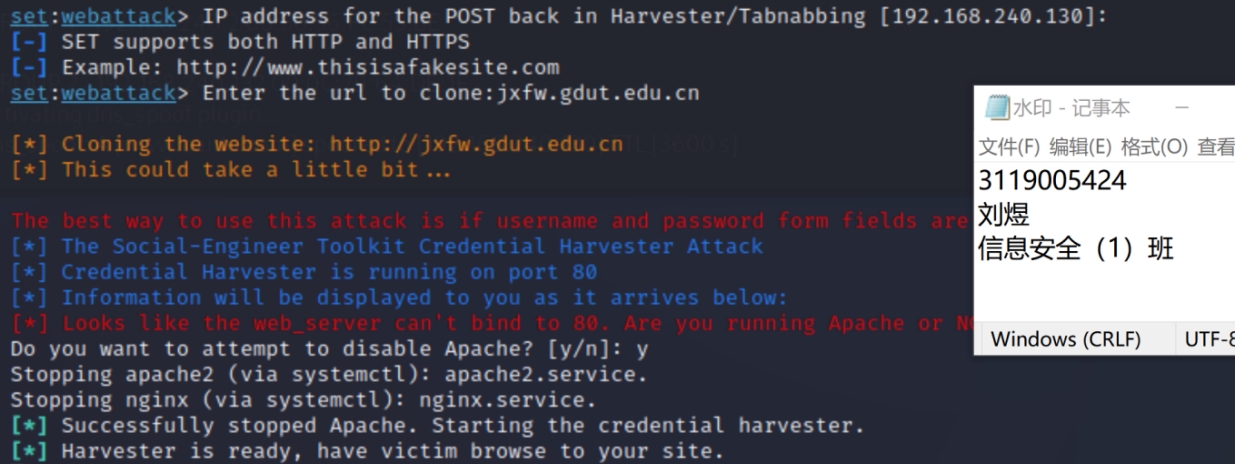 set:webattack> IP address for the POST back in Harvester/Tabnabbing [192.168.240.130]:
[-] SET supports both HTTP and HTTPS
[-] Example: http://www.thisisafakesite.com
set:webattack> Enter the url to clone:jxfw.gdut.edu.cn
[*] Cloning the website: http://jxfw.gdut.edu.cn
[*] This could take a little bit...
The best way to use this attack is if username and password form fields are
[*] The Social-Engineer Toolkit Credential Harvester Attack
[*] Credential Harvester is running on port 80
[*] Information will be displayed to you as it arrives below:
[*] Looks like the web_server can't bind to 80. Are you running Apache or
Do you want to attempt to disable Apache? [y/n]: y
Stopping apache2 (via systemctl): apache2.service.
Stopping nginx (via systemctl): nginx.service.
[*] Successfully stopped Apache. Starting the credential harvester.
[*] Harvester is ready, have victim browse to your site.
水印 - 记事本
文件(F) 编辑(E) 格式(O) 查看
3119005424
刘煜
信息安全（1）班
Windows (CRLF) UTF-8